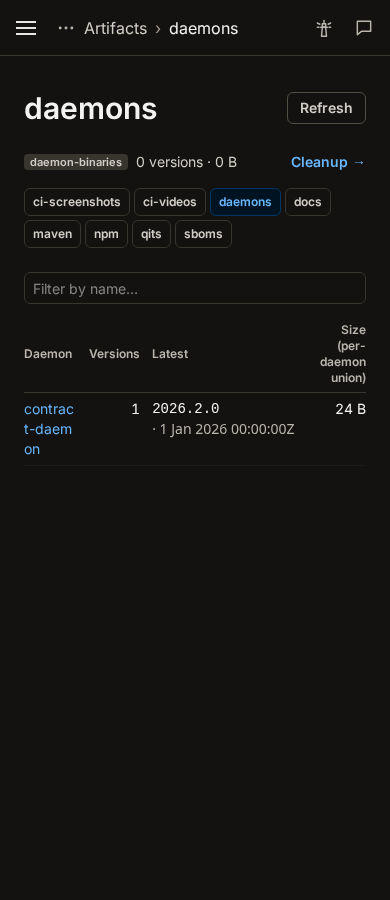 ··· Artifacts › daemons
daemons
Refresh
daemon-binaries 0 versions · 0 B Cleanup →
ci-screenshots ci-videos daemons docs
maven npm qits sboms
Filter by name...
Daemon Versions Latest Size (per-daemon union)
contrac
t-daem
on
1
2026.2.0
· 1 Jan 2026 00:00:00Z
24 B